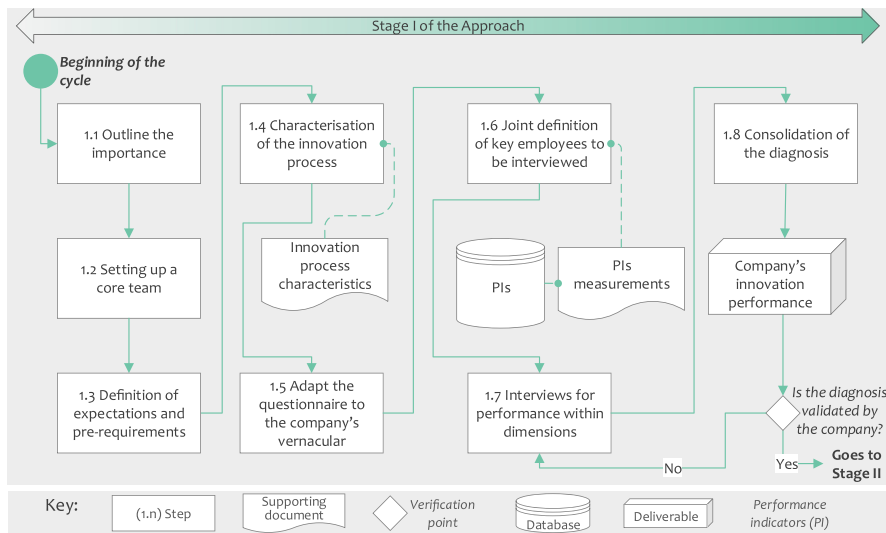 Stage I of the Approach
Beginning of the
cycle
1.1 Outline the
importance
1.2 Setting up a
core team
1.3 Definition of
expectations and
pre-requirements
1.4 Characterisation
of the innovation
process
Innovation
process
characteristics
1.5 Adapt the
questionnaire to
the company's
vernacular
1.6 Joint definition
of key employees to
be interviewed
PIs
PIs
measurements
1.7 Interviews for
performance within
dimensions
1.8 Consolidation of
the diagnosis
Company's
innovation
performance
Is the diagnosis
validated by
the company?
No
Yes
Goes to
Stage II
Key:
(1.n) Step
Supporting
document
Verification
point
Database
Deliverable
Performance
indicators (PI)